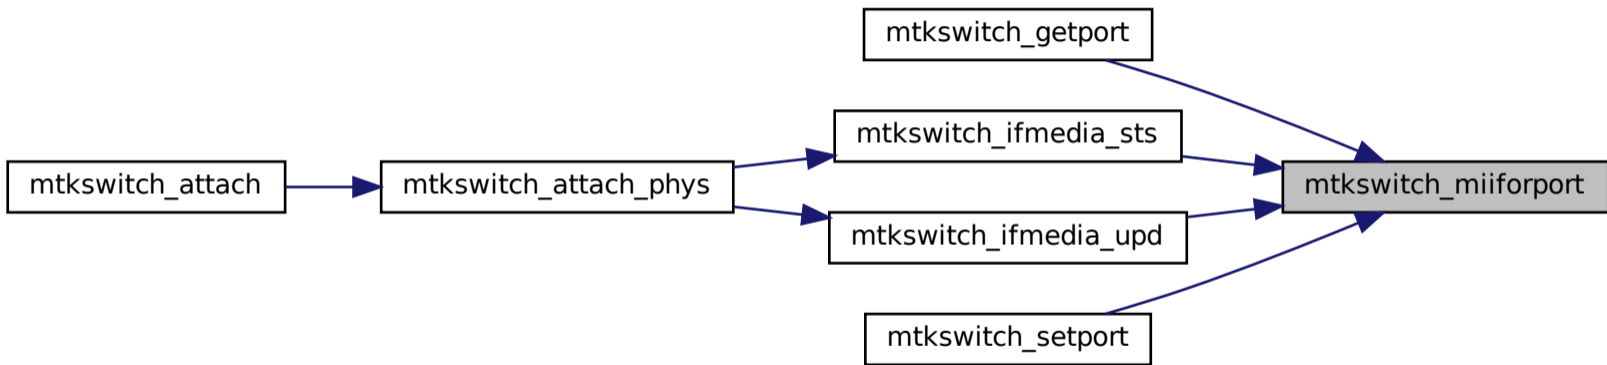 mtkswitch_getport
mtkswitch_ifmedia_sts
mtkswitch_attach
mtkswitch_attach_phys
mtkswitch_miiforport
mtkswitch_ifmedia_upd
mtkswitch_setport